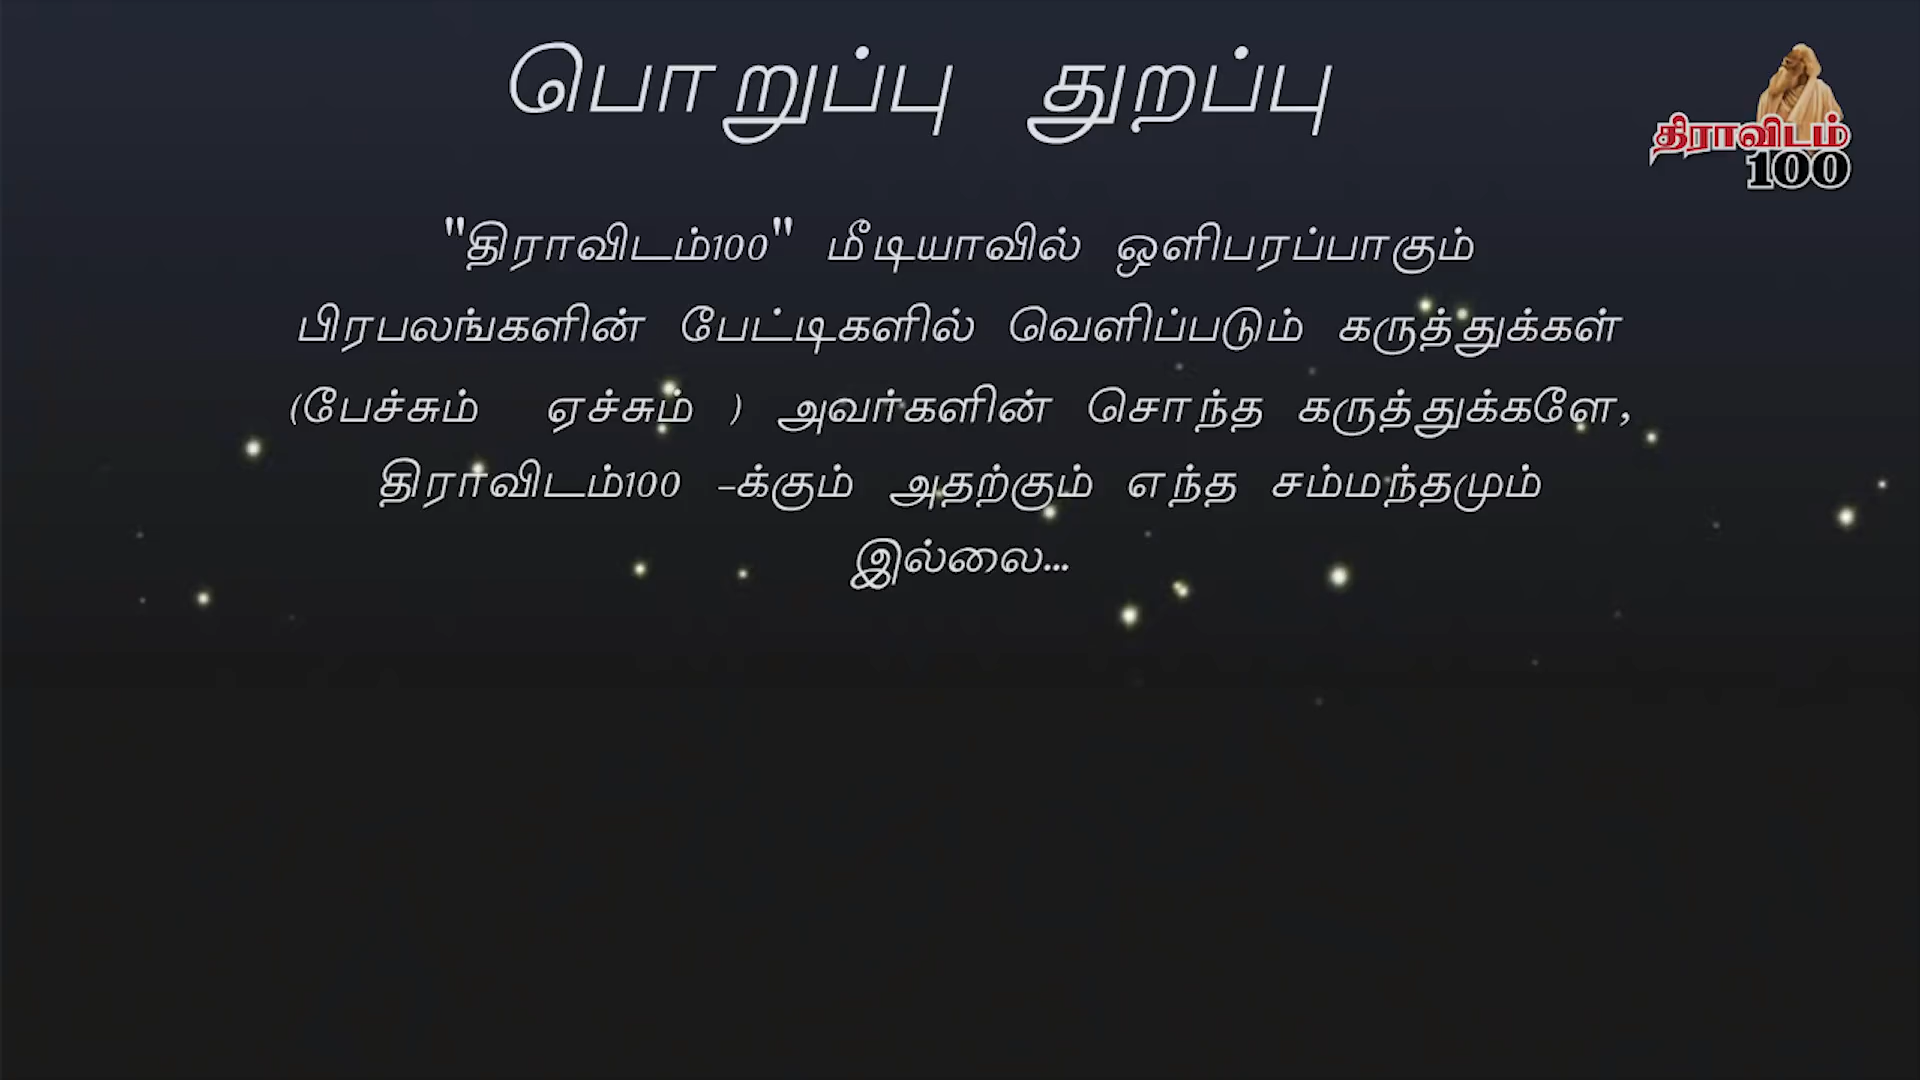 பொறுப்பு துறப்பு
திராவிடம்
100
"திராவிடம்100" மீடியாவில் ஒளிபரப்பாகும்
பிரபலங்களின் பேட்டிகளில் வெளிப்படும் கருத்துக்கள்
(பேச்சும் ஏச்சும் ) அவர்களின் சொந்த கருத்துக்களே,
திராவிடம்100 -க்கும் அதற்கும் எந்த சம்மந்தமும்
இல்லை...